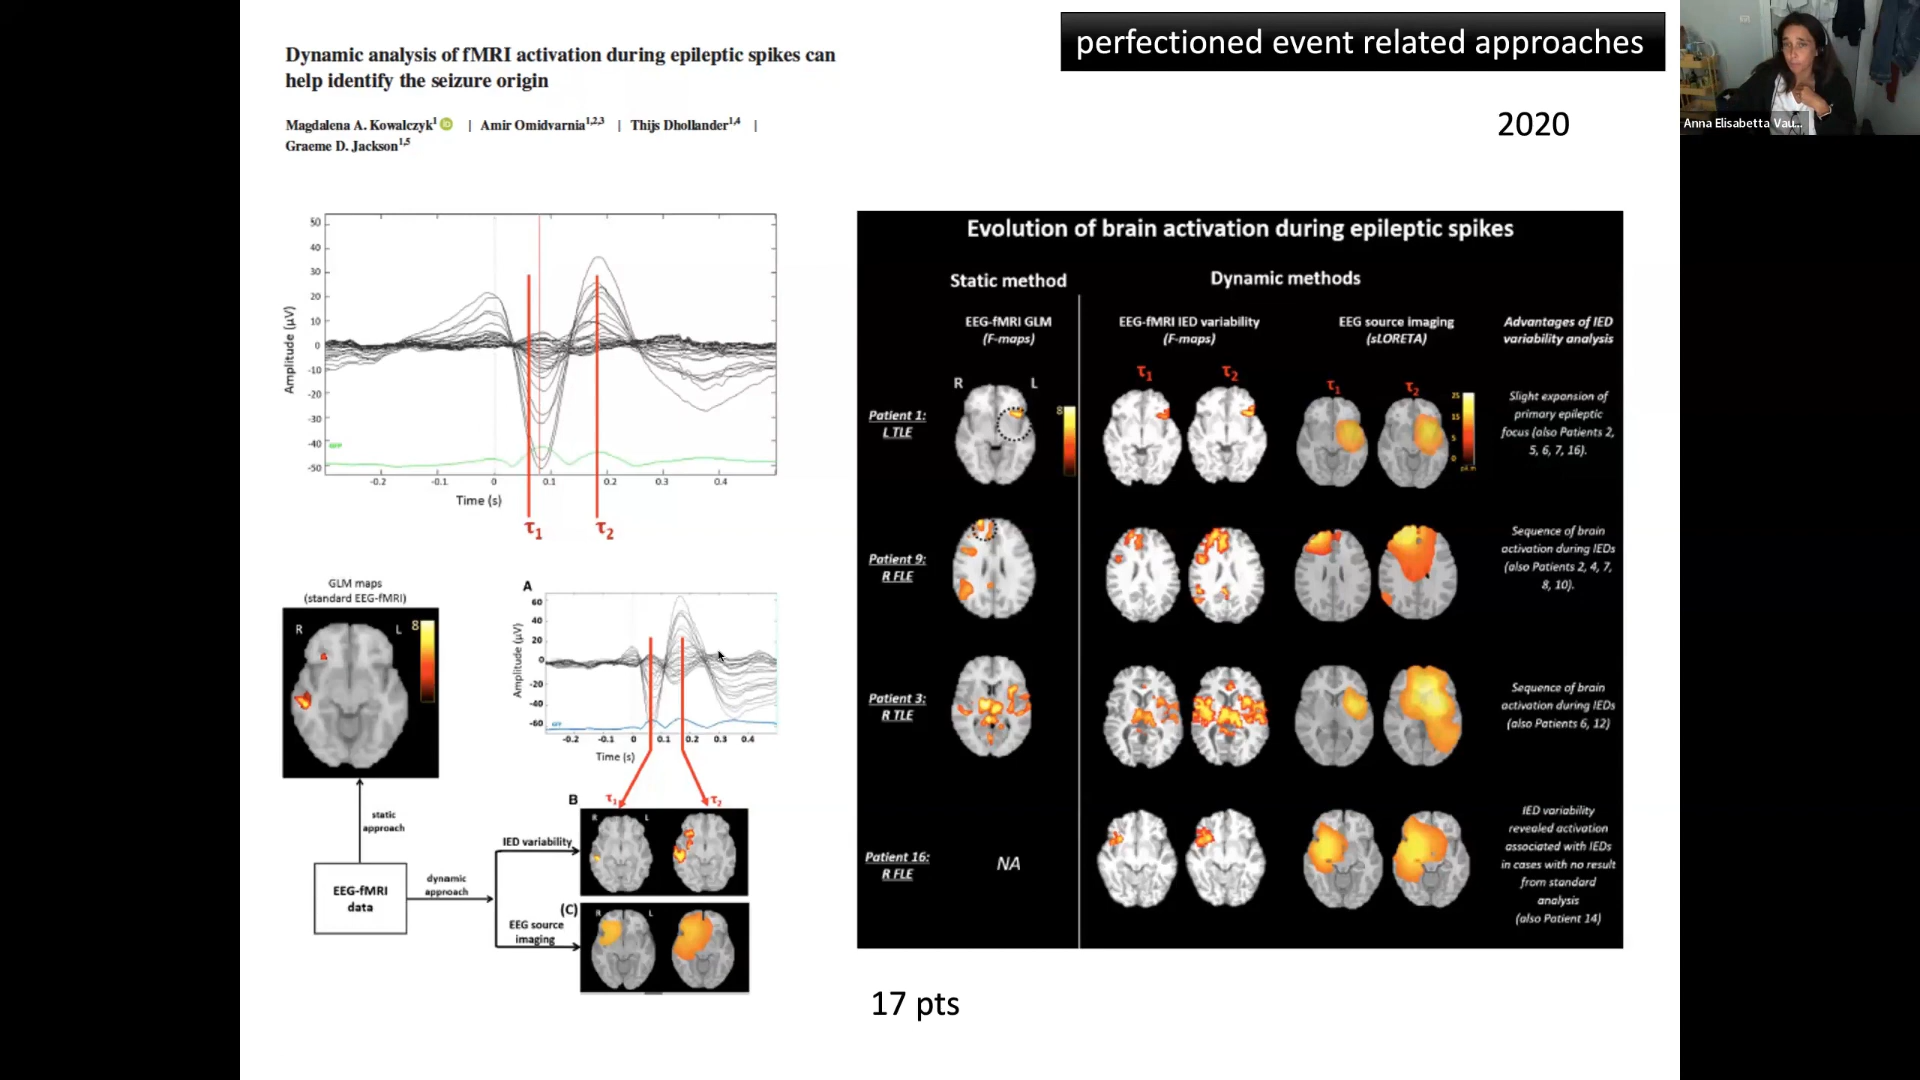 Dynamic analysis of fMRI activation during epileptic spikes can
help identify the seizure origin
Magdalena A. Kowalczyk1 | Amir Omidvarnia1,2,3 | Thijs Dhollander1,4 |
Graeme D. Jackson1,5
perfectioned event related approaches
2020
Anna Elisabetta Vau...
50
40
30
20
10
0
-10
-20
-30
-40
-50
Amplitude (µV)
GFP
-0.2
-0.1
0
0.1
0.2
0.3
0.4
Time (s)
τ1
τ2
GLM maps
(standard EEG-fMRI)
R
L
8
static
approach
EEG-fMRI
data
dynamic
approach
A
60
40
20
0
-20
-40
-60
Amplitude (µV)
GFP
-0.2
-0.1
0
0.1
0.2
0.3
0.4
Time (s)
τ1
τ2
B
R
L
IED variability
(C)
R
L
EEG source
imaging
Evolution of brain activation during epileptic spikes
Static method
Dynamic methods
EEG-fMRI GLM
(F-maps)
EEG-fMRI IED variability
(F-maps)
EEG source imaging
(sLORETA)
Advantages of IED
variability analysis
R
L
8
τ1
τ2
τ1
τ2
25
15
5
0
Patient 1:
L TLE
Slight expansion of
primary epileptic
focus (also Patients 2,
5, 6, 7, 16).
Patient 9:
R FLE
Sequence of brain
activation during IEDs
(also Patients 2, 4, 7,
8, 10).
Patient 3:
R TLE
Sequence of brain
activation during IEDs
(also Patients 6, 12)
Patient 16:
R FLE
NA
IED variability
revealed activation
associated with IEDs
in cases with no result
from standard
analysis
(also Patient 14)
17 pts